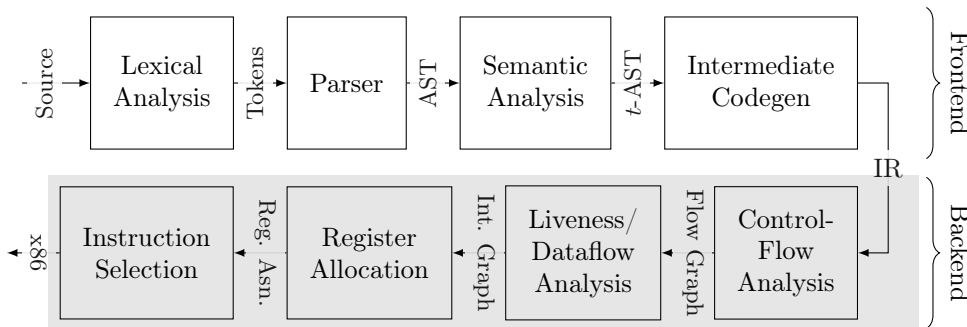 Source
Lexical
Analysis
Tokens
Parser
AST
Semantic
Analysis
t-AST
Intermediate
Codegen
Frontend
IR
Control-
Flow
Analysis
Flow Graph
Liveness/
Dataflow
Analysis
Int. Graph
Register
Allocation
Reg. Asn.
Instruction
Selection
x86
Backend